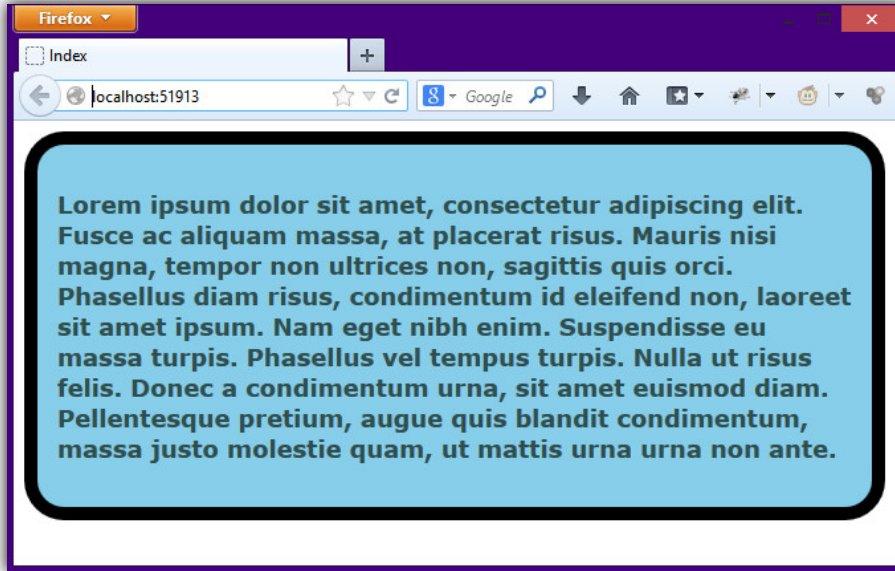 Firefox
Index
localhost:51913
8 Google
Lorem ipsum dolor sit amet, consectetur adipiscing elit.
Fusce ac aliquam massa, at placerat risus. Mauris nisi
magna, tempor non ultrices non, sagittis quis orci.
Phasellus diam risus, condimentum id eleifend non, laoreet
sit amet ipsum. Nam eget nibh enim. Suspendisse eu
massa turpis. Phasellus vel tempus turpis. Nulla ut risus
felis. Donec a condimentum urna, sit amet euismod diam.
Pellentesque pretium, augue quis blandit condimentum,
massa justo molestie quam, ut mattis urna urna non ante.